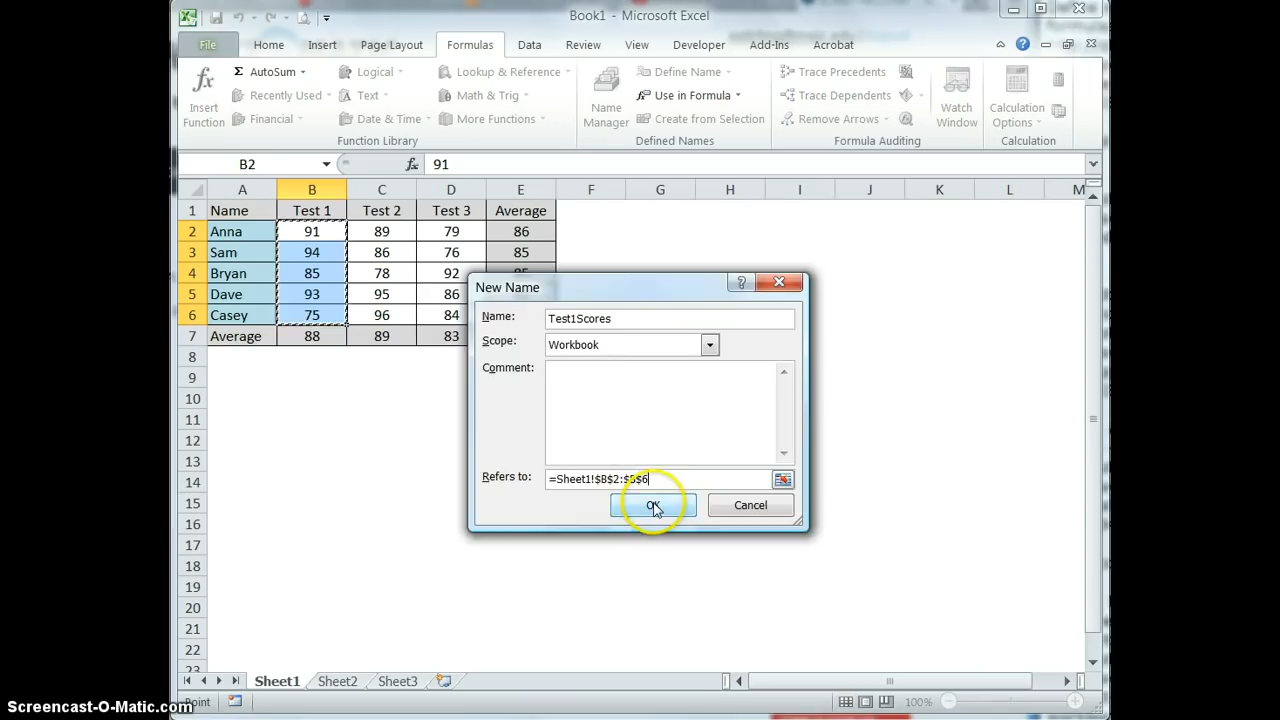 Book1 - Microsoft Excel
File Home Insert Page Layout Formulas Data Review View Developer Add-Ins Acrobat
fx Σ AutoSum Logical Lookup & Reference Define Name Trace Precedents
Recently Used Text Math & Trig fx Use in Formula Trace Dependents
Insert Function Financial Date & Time More Functions Name Manager Create from Selection Remove Arrows Watch Window Calculation Options
Function Library Defined Names Formula Auditing Calculation
B2 fx 91
A B C D E F G H I J K L M
1 Name Test 1 Test 2 Test 3 Average
2 Anna 91 89 79 86
3 Sam 94 86 76 85
4 Bryan 85 78 92
5 Dave 93 95 86
6 Casey 75 96 84
7 Average 88 89 83
8
9
10
11
12
13
14
15
16
17
18
19
20
21
22
23
New Name
Name: Test1Scores
Scope: Workbook
Comment:
Refers to: =Sheet1!$B$2:$B$6
OK Cancel
Sheet1 Sheet2 Sheet3
Point 100%
Screencast-O-Matic.com